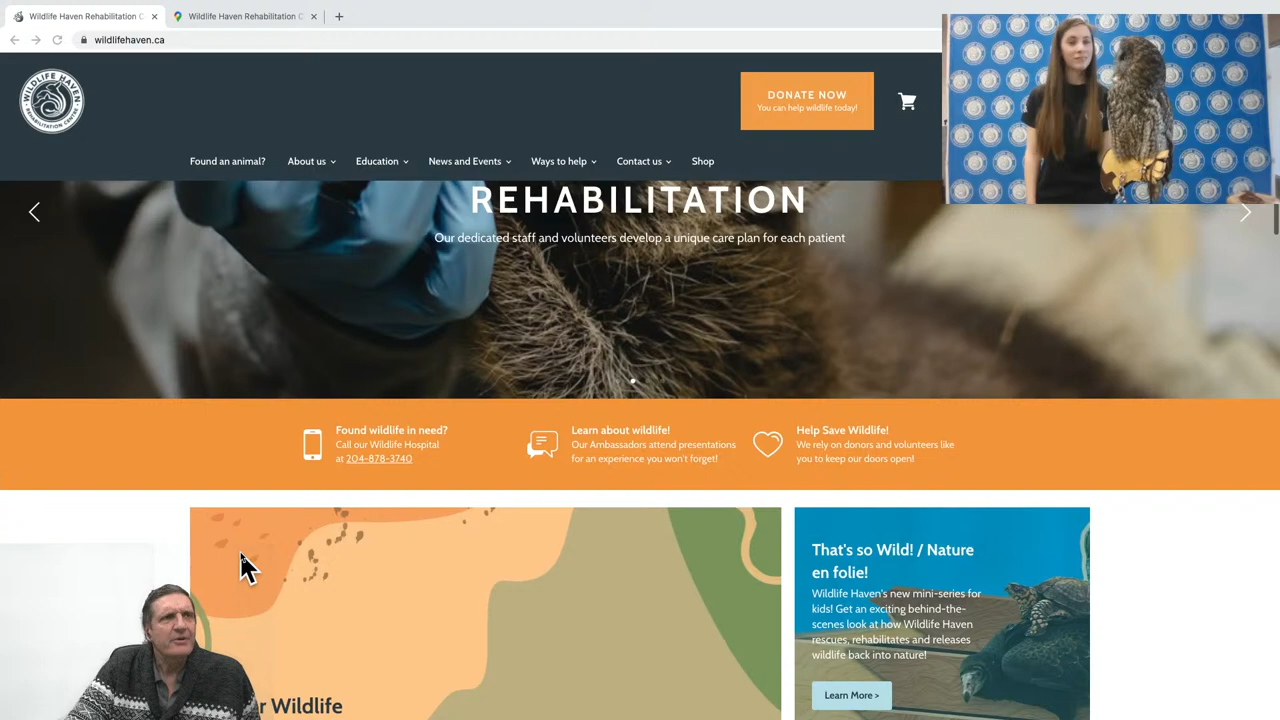 Wildlife Haven Rehabilitation C
Wildlife Haven Rehabilitation C
wildlifehaven.ca
WILDLIFE HAVEN
REHABILITATION CENTRE
DONATE NOW
You can help wildlife today!
Found an animal?
About us
Education
News and Events
Ways to help
Contact us
Shop
REHABILITATION
Our dedicated staff and volunteers develop a unique care plan for each patient
Found wildlife in need?
Call our Wildlife Hospital
at 204-878-3740
Learn about wildlife!
Our Ambassadors attend presentations
for an experience you won't forget!
Help Save Wildlife!
We rely on donors and volunteers like
you to keep our doors open!
r Wildlife
That's so Wild! / Nature
en folie!
Wildlife Haven's new mini-series for
kids! Get an exciting behind-the-
scenes look at how Wildlife Haven
rescues, rehabilitates and releases
wildlife back into nature!
Learn More >